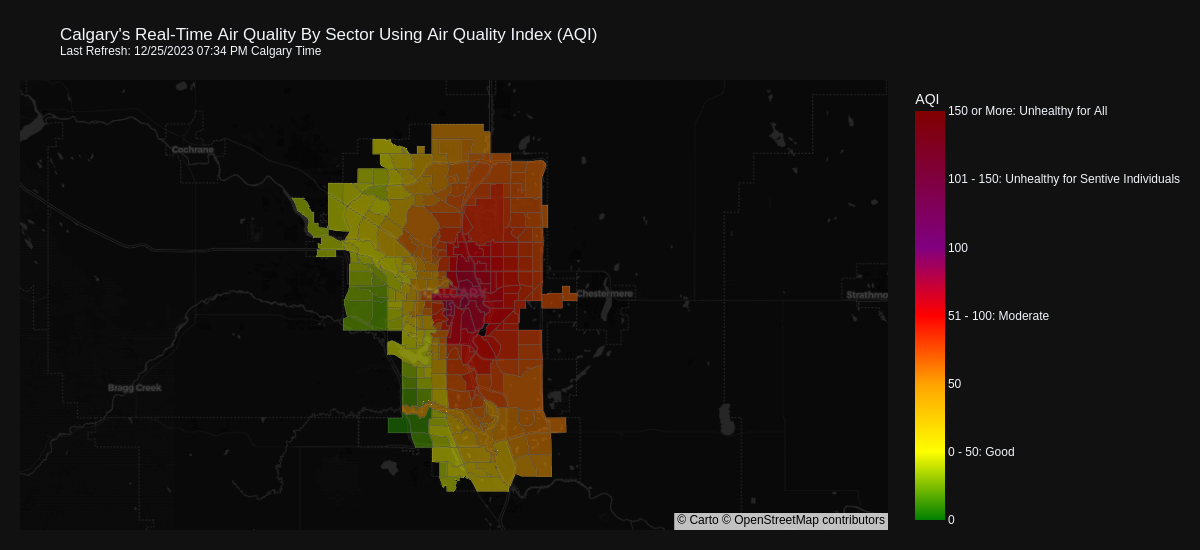 Calgary's Real-Time Air Quality By Sector Using Air Quality Index (AQI)
Last Refresh: 12/25/2023 07:34 PM Calgary Time
AQI
150 or More: Unhealthy for All
101 - 150: Unhealthy for Sentive Individuals
100
51 - 100: Moderate
50
0 - 50: Good
0
Cochrane
CALGARY
Chestermere
Strathmo
Bragg Creek
© Carto © OpenStreetMap contributors